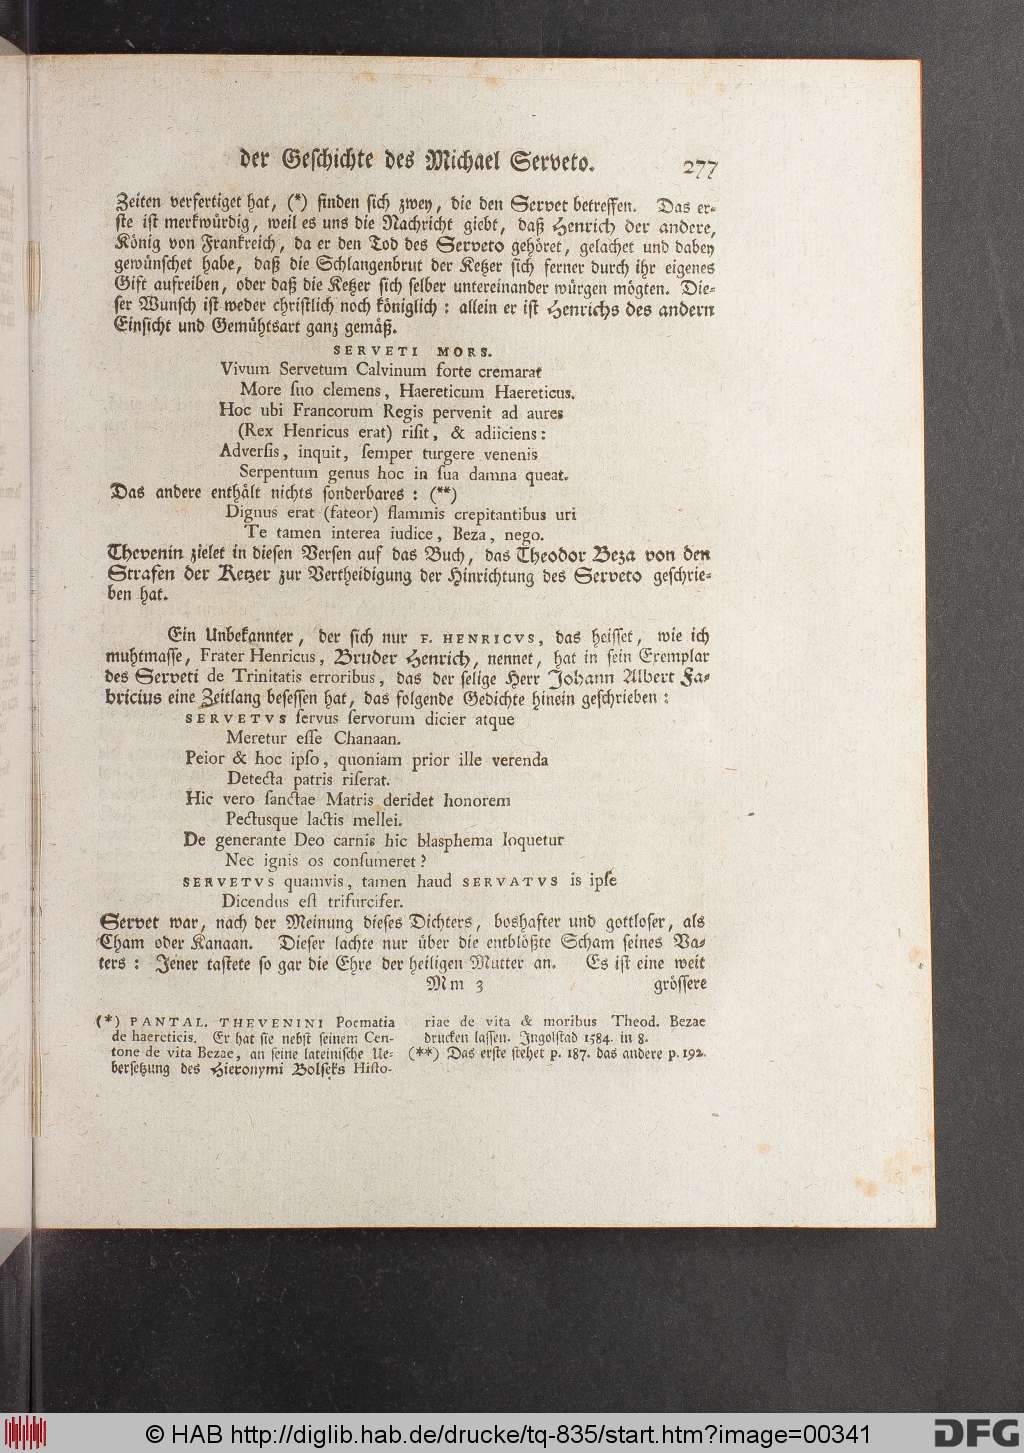 der Geschichte des Michael Serveto. 277
Zeiten verfertiget hat, (*) finden sich zwey, die den Servet betreffen. Das er-
ste ist merkwürdig, weil es uns die Nachricht giebt, daß Henrich der andere,
König von Frankreich, da er den Tod des Serveto gehöret, gelachet und dabey
gewünschet habe, daß die Schlangenbrut der Ketzer sich ferner durch ihr eigenes
Gift aufreiben, oder daß die Ketzer sich selber untereinander würgen mögten. Die-
ser Wunsch ist weder christlich noch königlich: allein er ist Henrichs des andern
Einsicht und Gemühtsart ganz gemäß.
SERVETI MORS.
Vivum Servetum Calvinum forte cremarat
More suo clemens, Haereticum Haereticus.
Hoc ubi Francorum Regis pervenit ad aures
(Rex Henricus erat) risit, & adiiciens:
Adversis, inquit, semper turgere venenis
Serpentum genus hoc in sua damna queat.
Das andere enthält nichts sonderbares: (**)
Dignus erat (fateor) flammis crepitantibus uri
Te tamen interea iudice, Beza, nego.
Thevenin zielet in diesen Versen auf das Buch, das Theodor Beza von den
Strafen der Ketzer zur Vertheidigung der Hinrichtung des Serveto geschrie-
ben hat.
Ein Unbekannter, der sich nur F. HENRICVS, das heisset, wie ich
muhtmasse, Frater Henricus, Bruder Henrich, nennet, hat in sein Exemplar
des Serveti de Trinitatis erroribus, das der selige Herr Johann Albert Fa-
bricius eine Zeitlang besessen hat, das folgende Gedichte hinein geschrieben:
SERVETVS servus servorum dicier atque
Meretur esse Chanaan.
Peior & hoc ipso, quoniam prior ille verenda
Detecta patris riserat.
Hic vero sanctae Matris deridet honorem
Pectusque lactis mellei.
De generante Deo carnis hic blasphema loquetur
Nec ignis os consumeret?
SERVETVS quamvis, tamen haud SERVATVS is ipse
Dicendus est trifurcifer.
Servet war, nach der Meinung dieses Dichters, boshafter und gottloser, als
Cham oder Kanaan. Dieser lachte nur über die entblößte Scham seines Va-
ters: Jener tastete so gar die Ehre der heiligen Mutter an. Es ist eine weit
Mm 3 grössere
(*) PANTAL. THEVENINI Poematia
de haereticis. Er hat sie nebst seinem Cen-
tone de vita Bezae, an seine lateinische Ue-
bersetzung des Hieronymi Bolseks Histo-
riae de vita & moribus Theod. Bezae
drucken lassen. Ingolstad 1584. in 8.
(**) Das erste stehet p. 187. das andere p. 192.
© HAB http://diglib.hab.de/drucke/tq-835/start.htm?image=00341
DFG